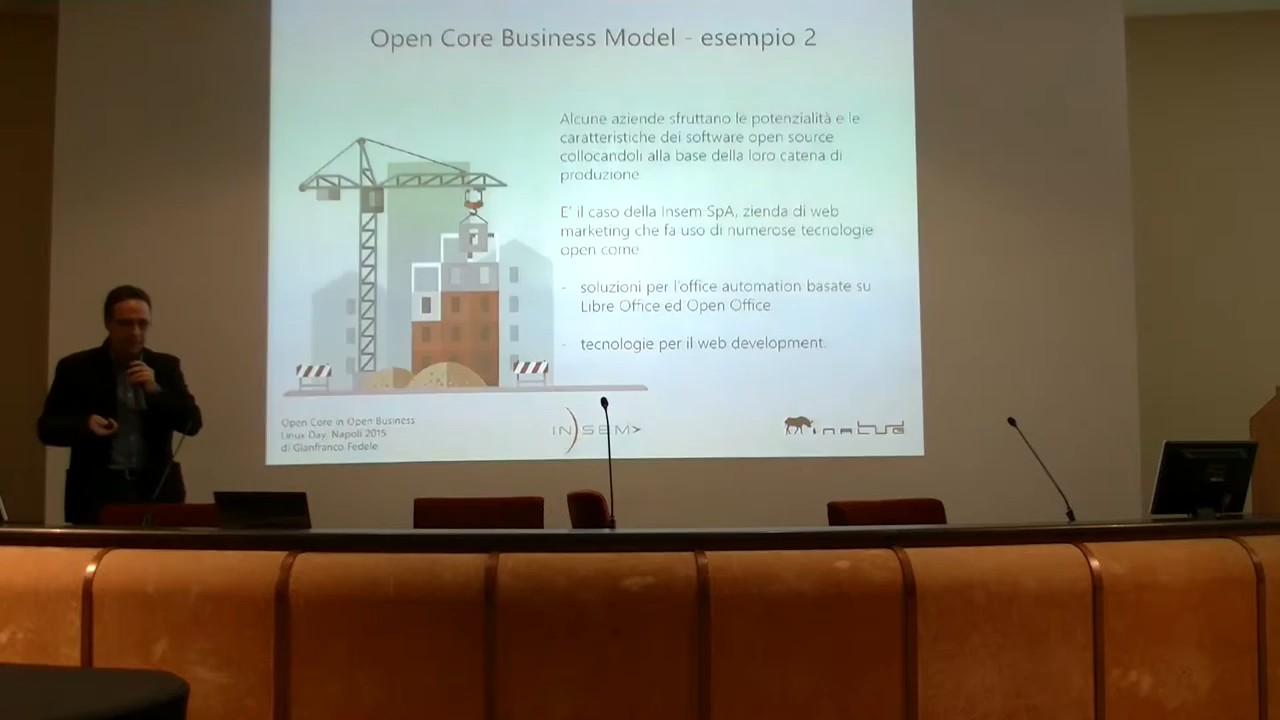 Open Core Business Model - esempio 2
Alcune aziende sfruttano le potenzialità e le
caratteristiche dei software open source
collocandoli alla base della loro catena di
produzione
E' il caso della Insem SpA, zienda di web
marketing che fa uso di numerose tecnologie
open come
- soluzioni per l'office automation basate su
Libre Office ed Open Office
- tecnologie per il web development.
Open Core in Open Business
Linux Day, Napoli 2015
di Gianfranco Fedele
IN)SEM>
inatud